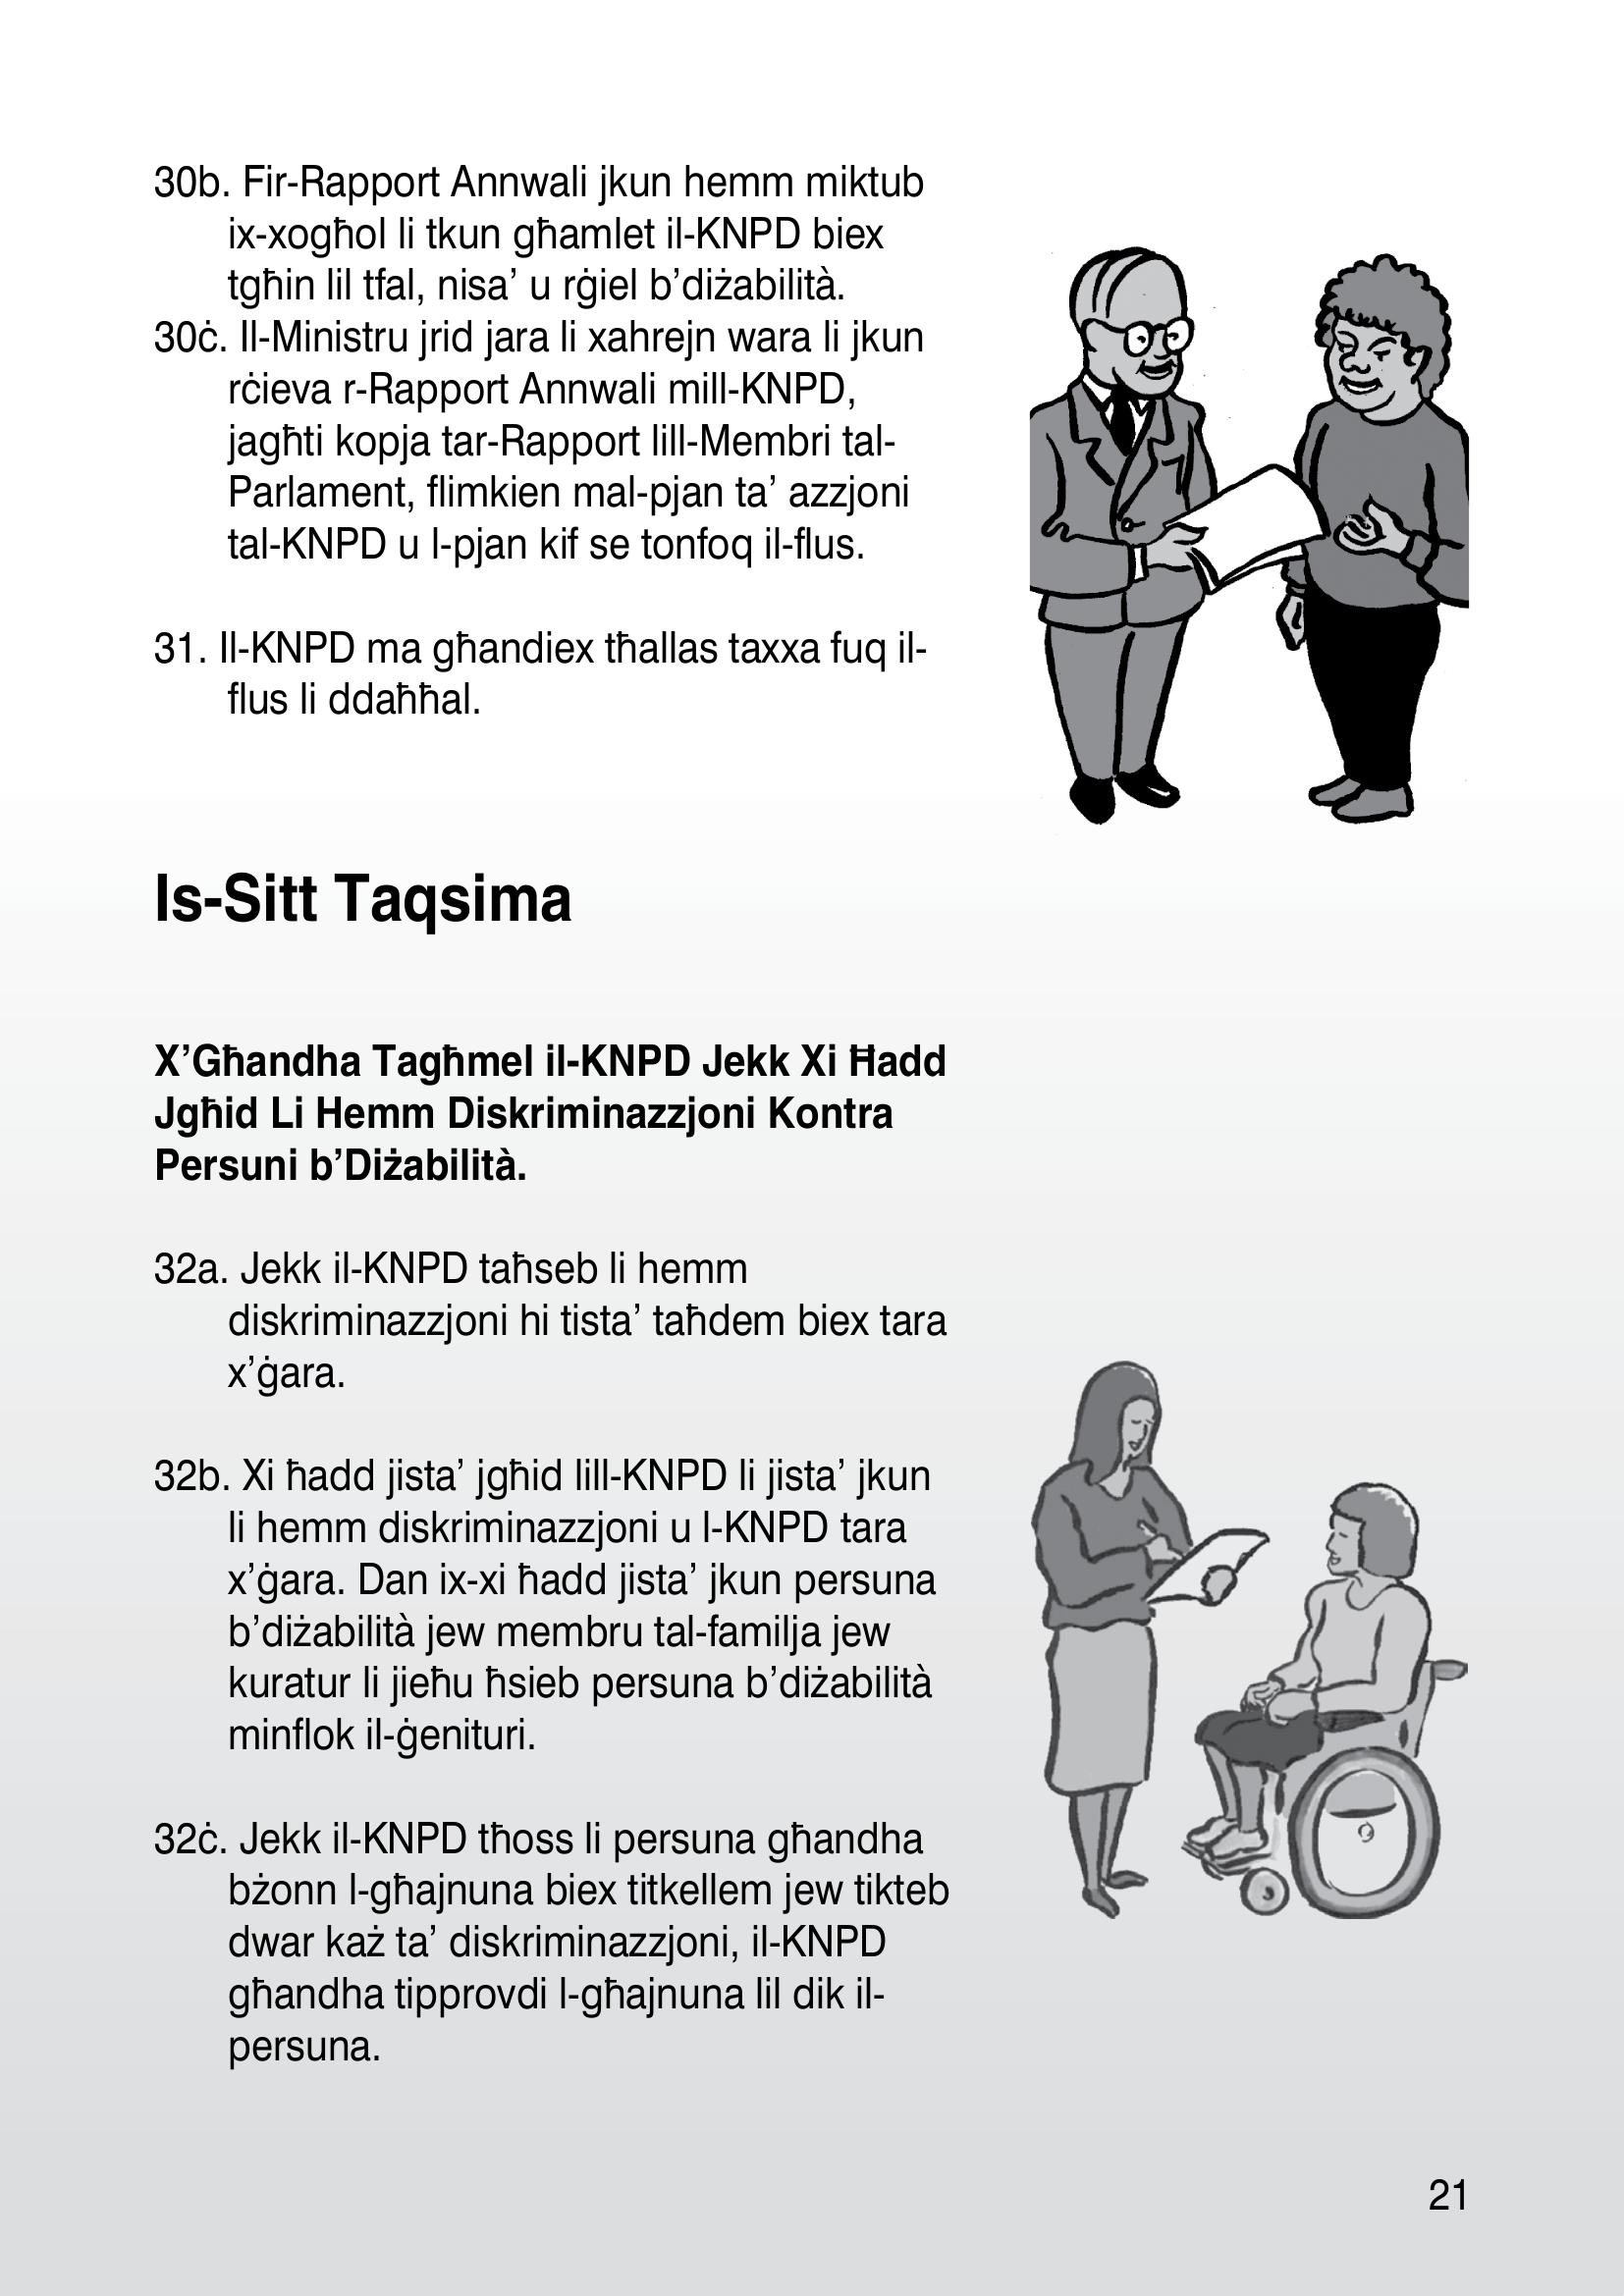 30b. Fir-Rapport Annwali jkun hemm miktub
ix-xogħol li tkun għamlet il-KNPD biex
tgħin lil tfal, nisa’ u rġiel b’diżabilità.
30ċ. Il-Ministru jrid jara li xahrejn wara li jkun
rċieva r-Rapport Annwali mill-KNPD,
jagħti kopja tar-Rapport lill-Membri tal-
Parlament, flimkien mal-pjan ta’ azzjoni
tal-KNPD u l-pjan kif se tonfoq il-flus.
31. Il-KNPD ma għandiex tħallas taxxa fuq il-
flus li ddaħħal.
Is-Sitt Taqsima
X’Għandha Tagħmel il-KNPD Jekk Xi Ħadd
Jgħid Li Hemm Diskriminazzjoni Kontra
Persuni b’Diżabilità.
32a. Jekk il-KNPD taħseb li hemm
diskriminazzjoni hi tista’ taħdem biex tara
x’ġara.
32b. Xi ħadd jista’ jgħid lill-KNPD li jista’ jkun
li hemm diskriminazzjoni u l-KNPD tara
x’ġara. Dan ix-xi ħadd jista’ jkun persuna
b’diżabilità jew membru tal-familja jew
kuratur li jieħu ħsieb persuna b’diżabilità
minflok il-ġenituri.
32ċ. Jekk il-KNPD tħoss li persuna għandha
bżonn l-għajnuna biex titkellem jew tikteb
dwar każ ta’ diskriminazzjoni, il-KNPD
għandha tipprovdi l-għajnuna lil dik il-
persuna.
21